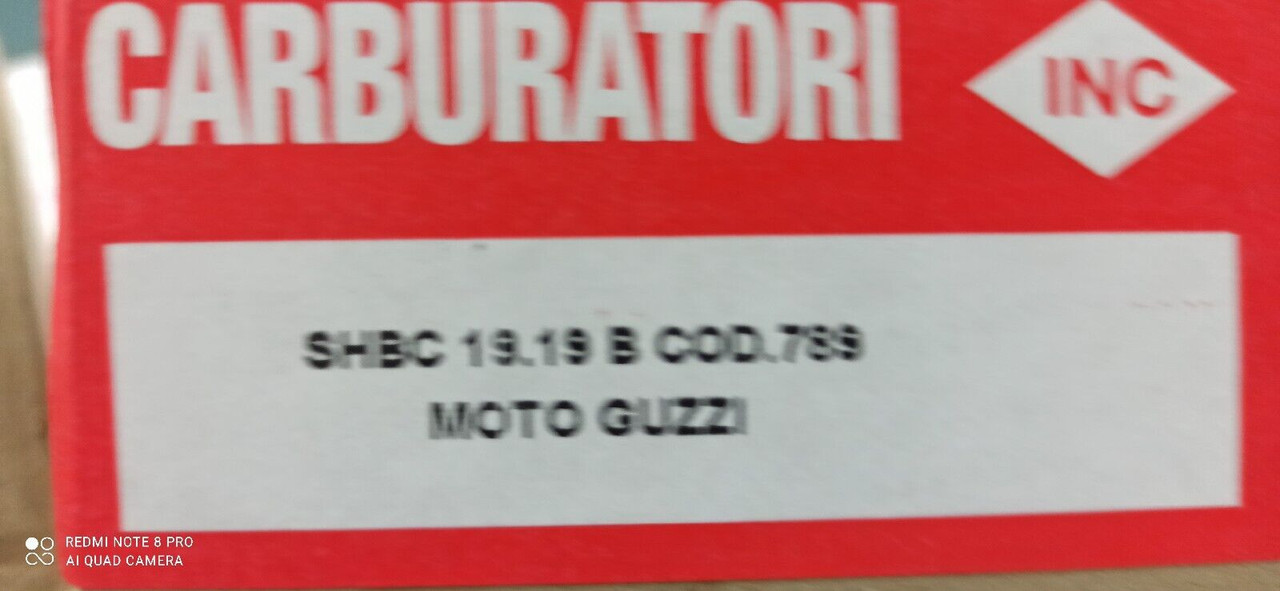 CARBURATORI
INC
SHBC 19.19 B COD.789
MOTO GUZZI
REDMI NOTE 8 PRO
AI QUAD CAMERA